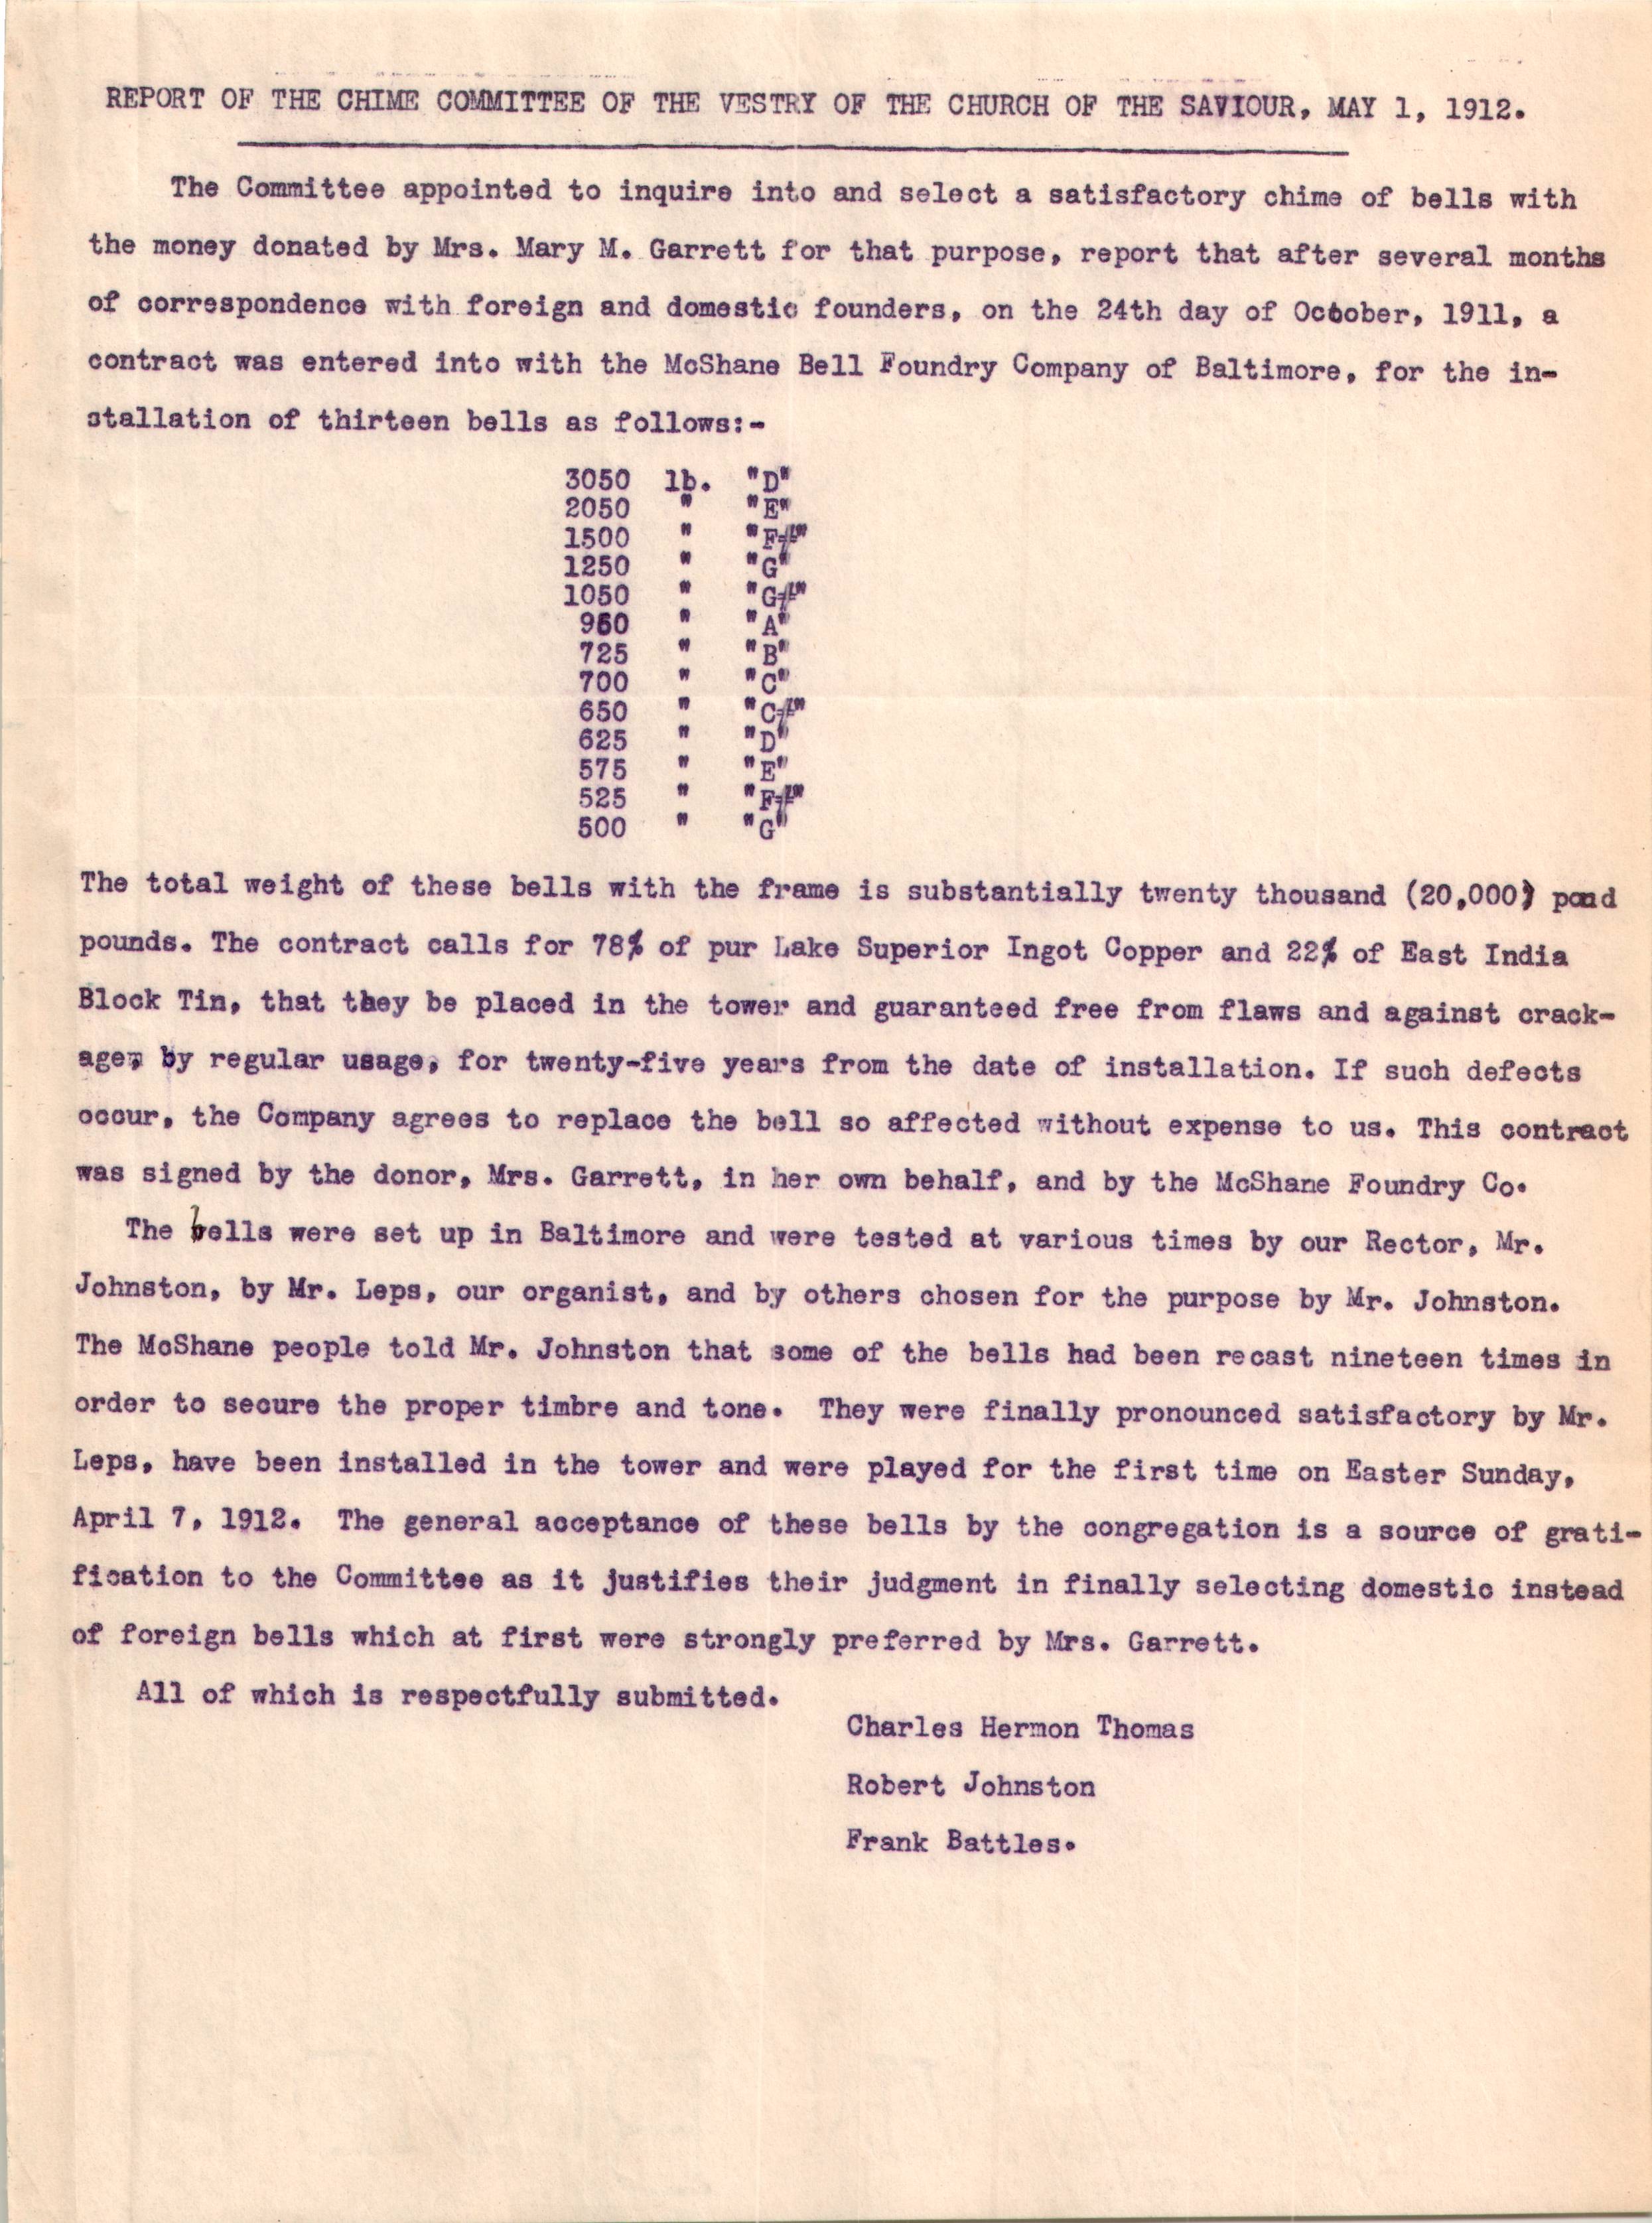 REPORT OF THE CHIME COMMITTEE OF THE VESTRY OF THE CHURCH OF THE SAVIOUR, MAY 1, 1912.
The Committee appointed to inquire into and select a satisfactory chime of bells with
the money donated by Mrs. Mary M. Garrett for that purpose, report that after several months
of correspondence with foreign and domestic founders, on the 24th day of October, 1911, a
contract was entered into with the McShane Bell Foundry Company of Baltimore, for the in-
stallation of thirteen bells as follows:-
3050 lb. "D"
2050 " "E"
1500 " "F#"
1250 " "G"
1050 " "G#"
" "A"
725 " "B"
700 " "C"
650 " "C#"
625 " "D"
575 " "E"
525 " "F#"
500 " "G"
The total weight of these bells with the frame is substantially twenty thousand (20,000)
pounds. The contract calls for 78% of pur Lake Superior Ingot Copper and 22% of East India
Block Tin, that they be placed in the tower and guaranteed free from flaws and against crack-
age, by regular usage, for twenty-five years from the date of installation. If such defects
occur, the Company agrees to replace the bell so affected without expense to us. This contract
was signed by the donor, Mrs. Garrett, in her own behalf, and by the McShane Foundry Co.
The bells were set up in Baltimore and were tested at various times by our Rector, Mr.
Johnston, by Mr. Leps, our organist, and by others chosen for the purpose by Mr. Johnston.
The McShane people told Mr. Johnston that some of the bells had been recast nineteen times in
order to secure the proper timbre and tone. They were finally pronounced satisfactory by Mr.
Leps, have been installed in the tower and were played for the first time on Easter Sunday,
April 7, 1912. The general acceptance of these bells by the congregation is a source of grati-
fication to the Committee as it justifies their judgment in finally selecting domestic instead
of foreign bells which at first were strongly preferred by Mrs. Garrett.
All of which is respectfully submitted.
Charles Hermon Thomas
Robert Johnston
Frank Battles.